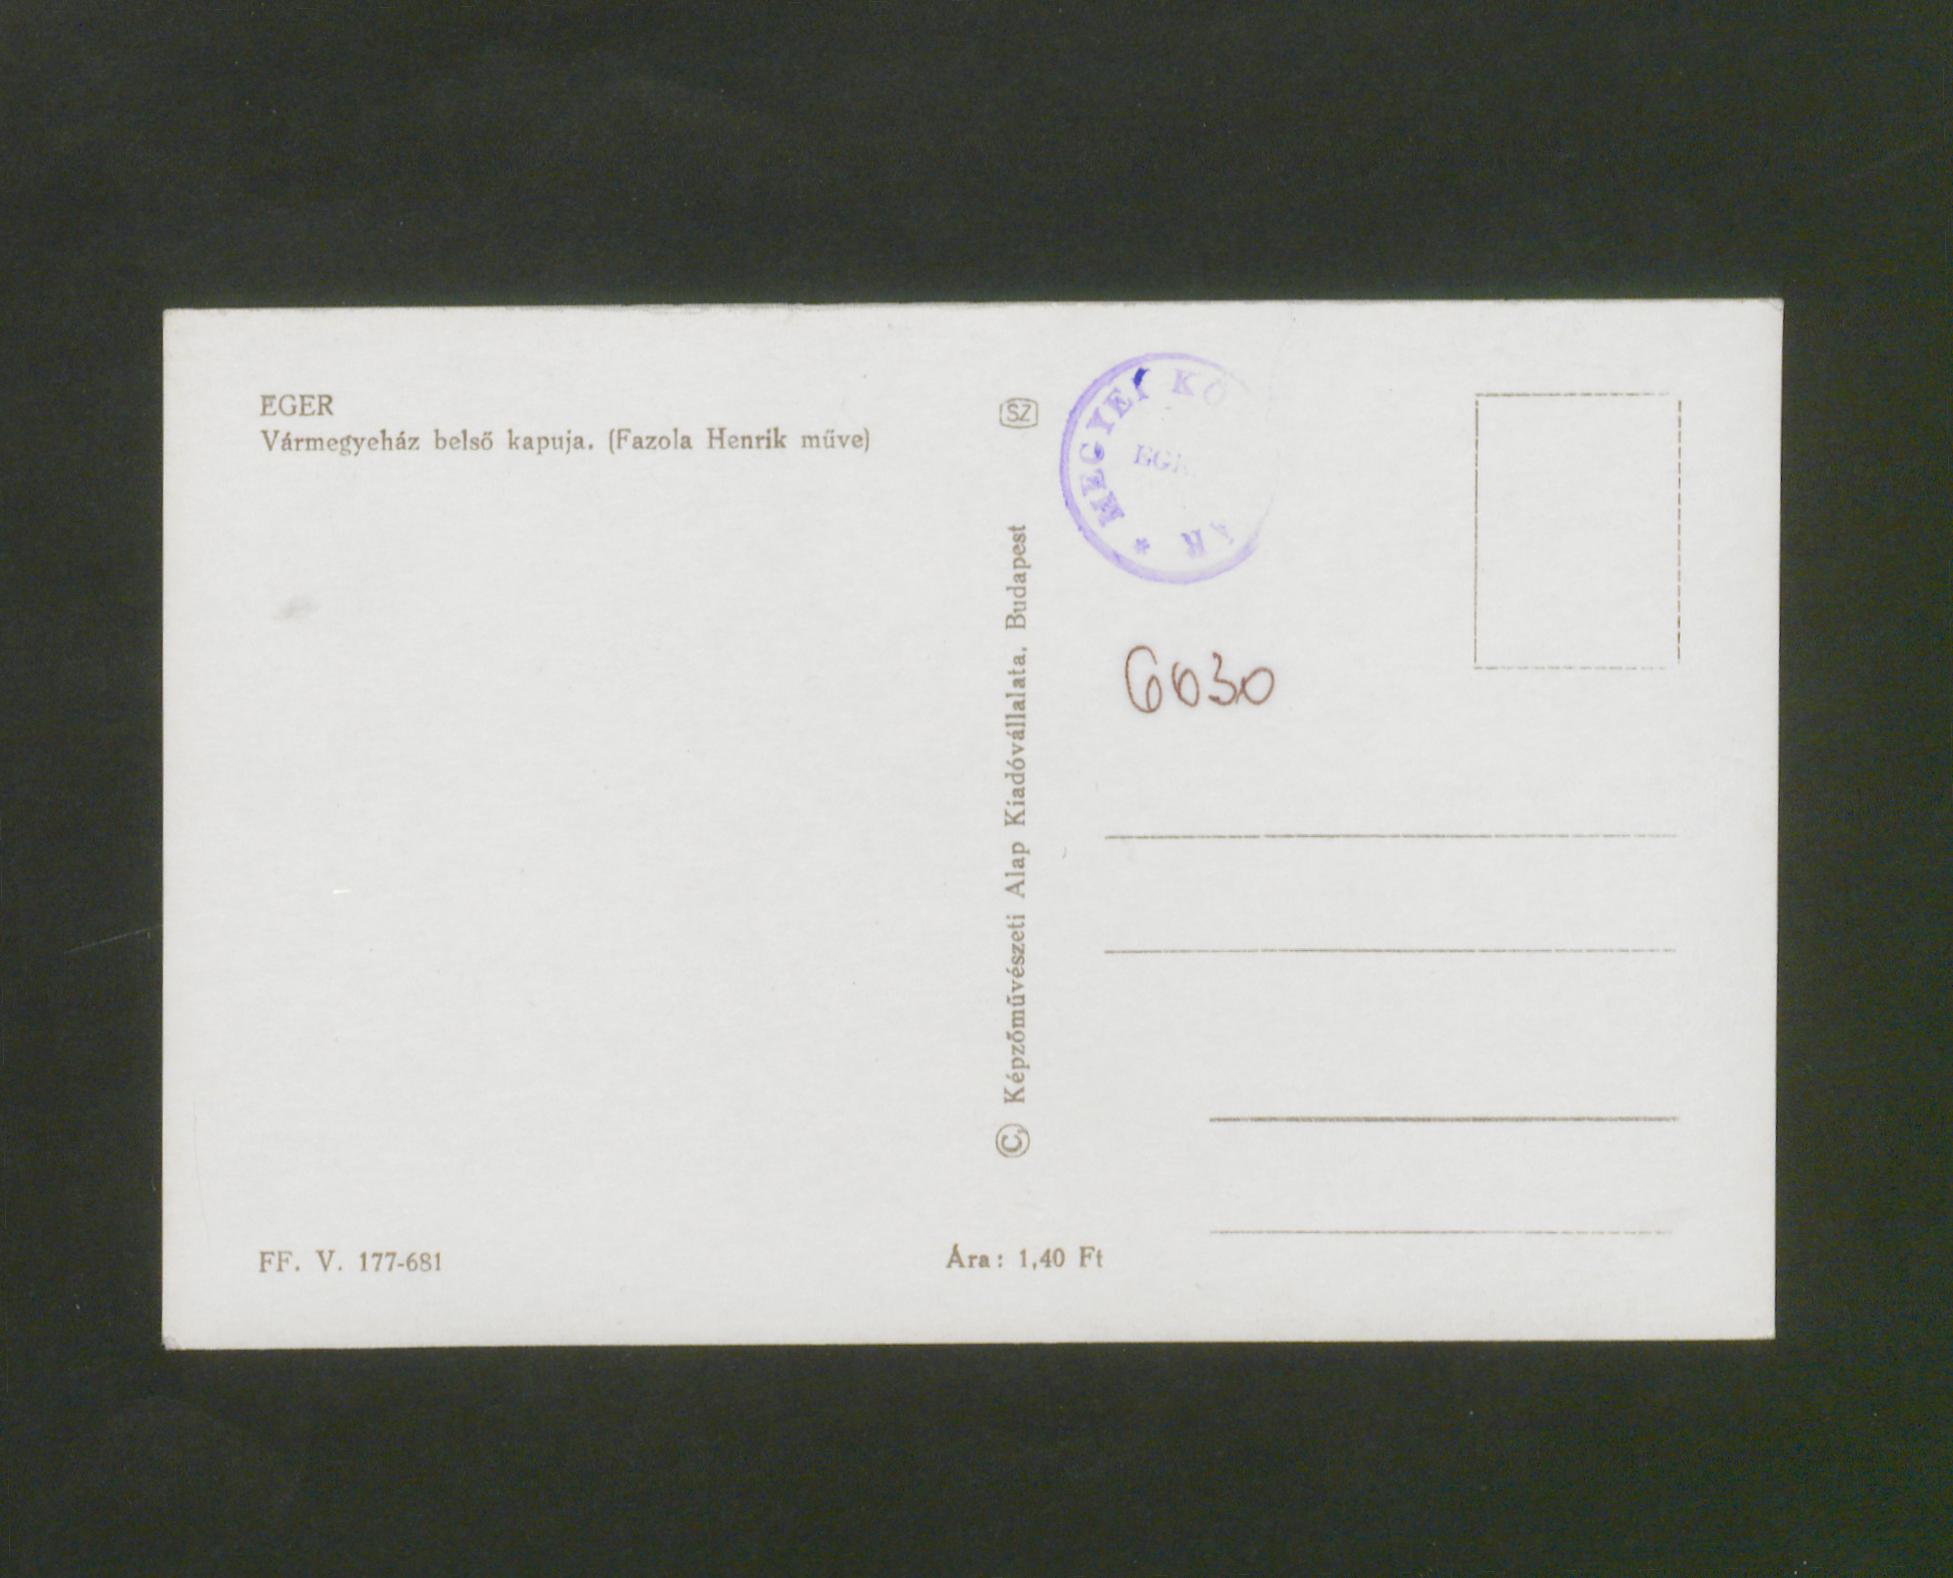 EGER
Vármegyeház belső kapuja. (Fazola Henrik műve)
SZ
MEGYEI KÖ
ÁR *
6030
© Képzőművészeti Alap Kiadóvállalata, Budapest
FF. V. 177-681
Ára: 1,40 Ft